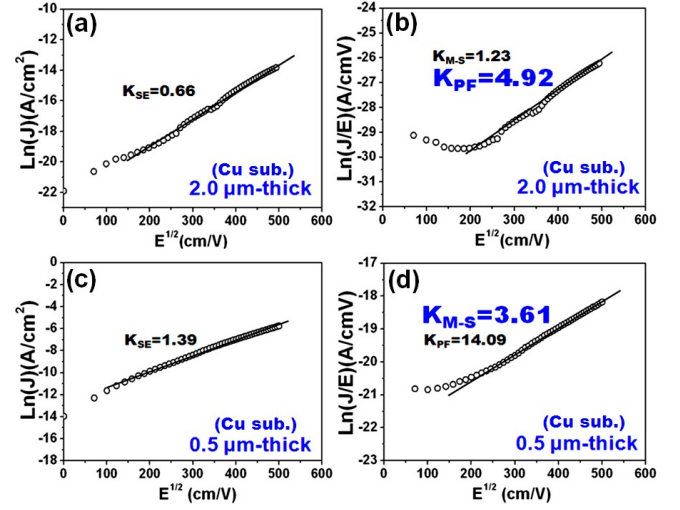 (a)
Ln(J)(A/cm²)
-12
-14
-16
-18
-20
-22
K_SE=0.66
(Cu sub.)
2.0 μm-thick
0 100 200 300 400 500 600
E^1/2 (cm/V)
(b)
Ln(J/E)(A/cmV)
-24
-25
-26
-27
-28
-29
-30
-31
-32
K_M-S=1.23
K_PF=4.92
(Cu sub.)
2.0 μm-thick
0 100 200 300 400 500 600
E^1/2 (cm/V)
(c)
Ln(J)(A/cm²)
0
-2
-4
-6
-8
-10
-12
-14
-16
-18
K_SE=1.39
(Cu sub.)
0.5 μm-thick
0 100 200 300 400 500 600
E^1/2 (cm/V)
(d)
Ln(J/E)(A/cmV)
-17
-18
-19
-20
-21
-22
-23
K_M-S=3.61
K_PF=14.09
(Cu sub.)
0.5 μm-thick
0 100 200 300 400 500 600
E^1/2 (cm/V)